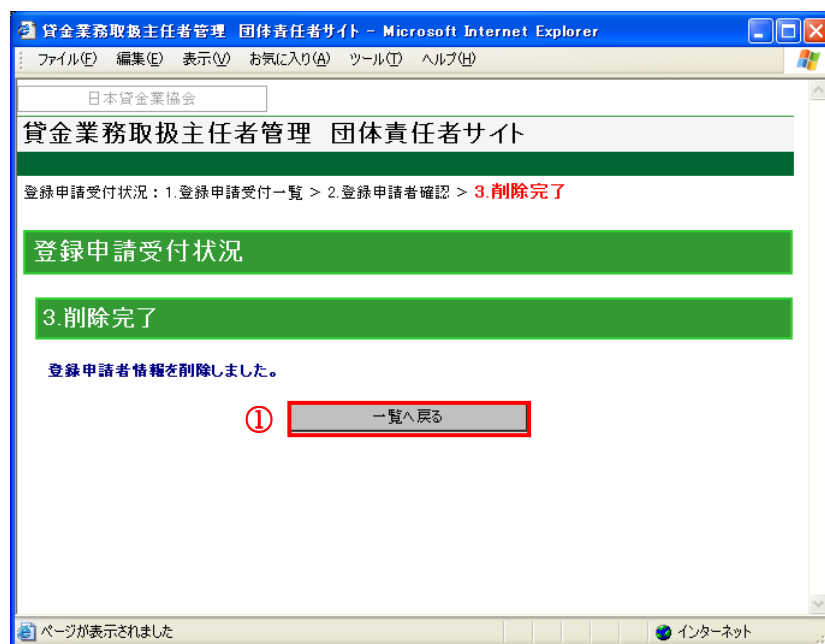 貸金業務取扱主任者管理 団体責任者サイト - Microsoft Internet Explorer
ファイル(F) 編集(E) 表示(V) お気に入り(A) ツール(T) ヘルプ(H)
日本貸金業協会
貸金業務取扱主任者管理 団体責任者サイト
登録申請受付状況：1.登録申請受付一覧 > 2.登録申請者確認 > 3.削除完了
登録申請受付状況
3.削除完了
登録申請者情報を削除しました。
① 一覧へ戻る
ページが表示されました インターネット